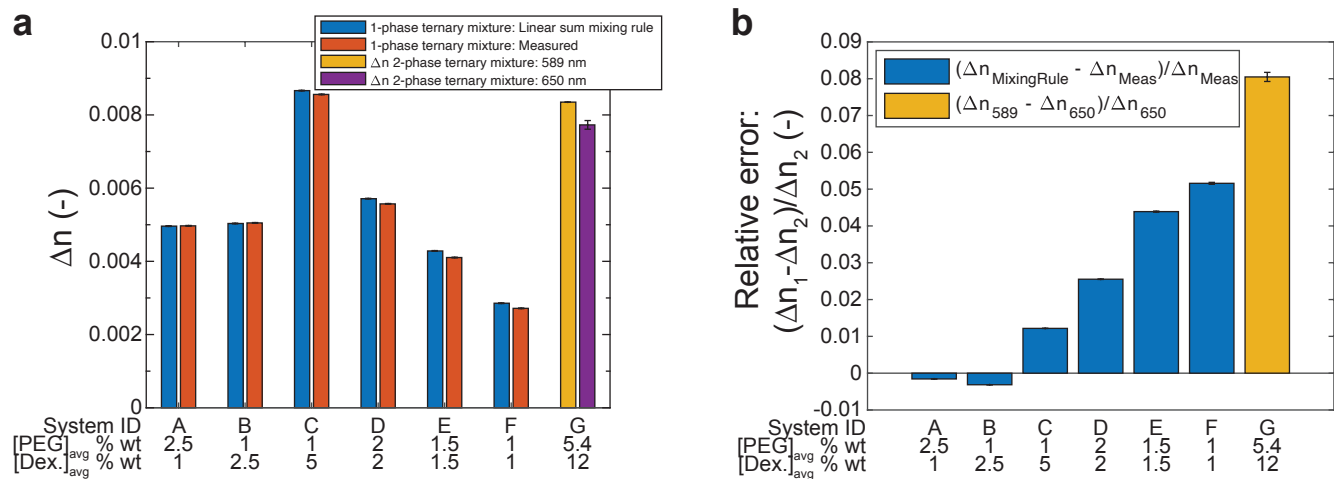 a
1-phase ternary mixture: Linear sum mixing rule
1-phase ternary mixture: Measured
Δn 2-phase ternary mixture: 589 nm
Δn 2-phase ternary mixture: 650 nm
0.01
0.008
0.006
0.004
0.002
0
Δn (-)
System ID A B C D E F G
[PEG]avg % wt 2.5 1 1 2 1.5 1 5.4
[Dex.]avg % wt 1 2.5 5 2 1.5 1 12
b
(ΔnMixingRule - ΔnMeas)/ΔnMeas
(Δn589 - Δn650)/Δn650
0.09
0.08
0.07
0.06
0.05
0.04
0.03
0.02
0.01
0
-0.01
Relative error:
(Δn1-Δn2)/Δn2 (-)
System ID A B C D E F G
[PEG]avg % wt 2.5 1 1 2 1.5 1 5.4
[Dex.]avg % wt 1 2.5 5 2 1.5 1 12